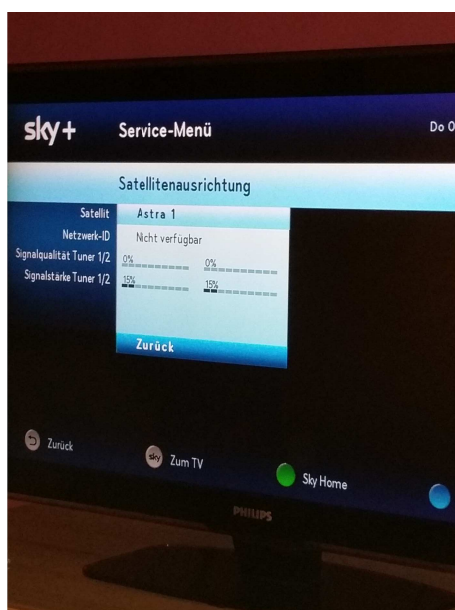 sky+ Service-Menü Do 0
Satellitenausrichtung
Satellit Astra 1
Netzwerk-ID Nicht verfügbar
Signalqualität Tuner 1/2 0% 0%
Signalstärke Tuner 1/2 15% 15%
Zurück
Zurück sky Zum TV Sky Home
PHILIPS